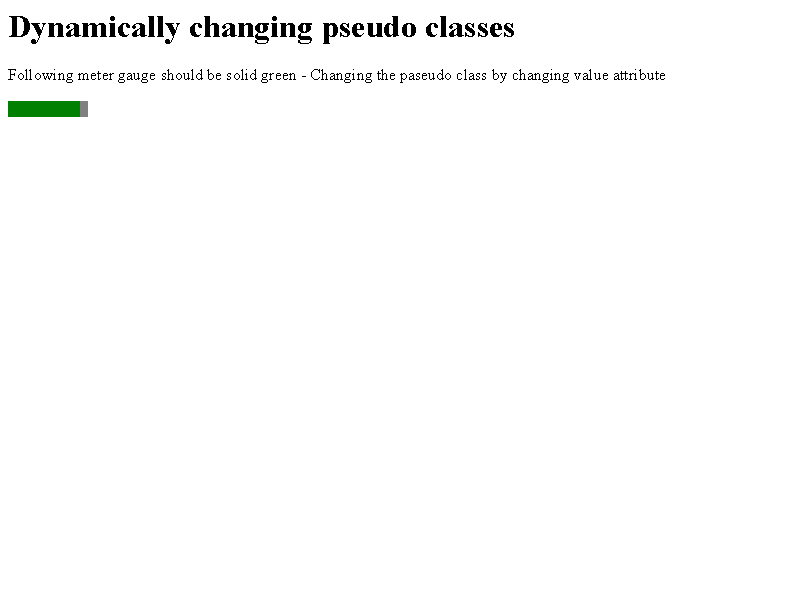 Dynamically changing pseudo classes
Following meter gauge should be solid green - Changing the paseudo class by changing value attribute